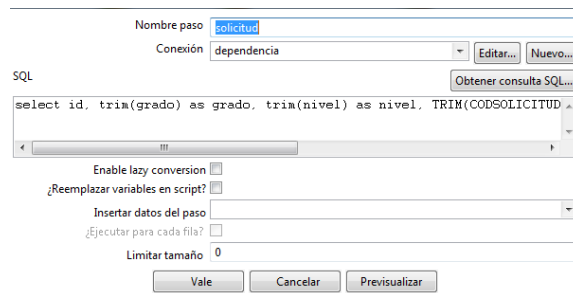 Nombre paso solicitud
Conexión dependencia Editar... Nuevo...
SQL Obtener consulta SQL...
select id, trim(grado) as grado, trim(nivel) as nivel, TRIM(CODSOLICITUD
Enable lazy conversion
¿Reemplazar variables en script?
Insertar datos del paso
¿Ejecutar para cada fila?
Limitar tamaño 0
Vale Cancelar Previsualizar